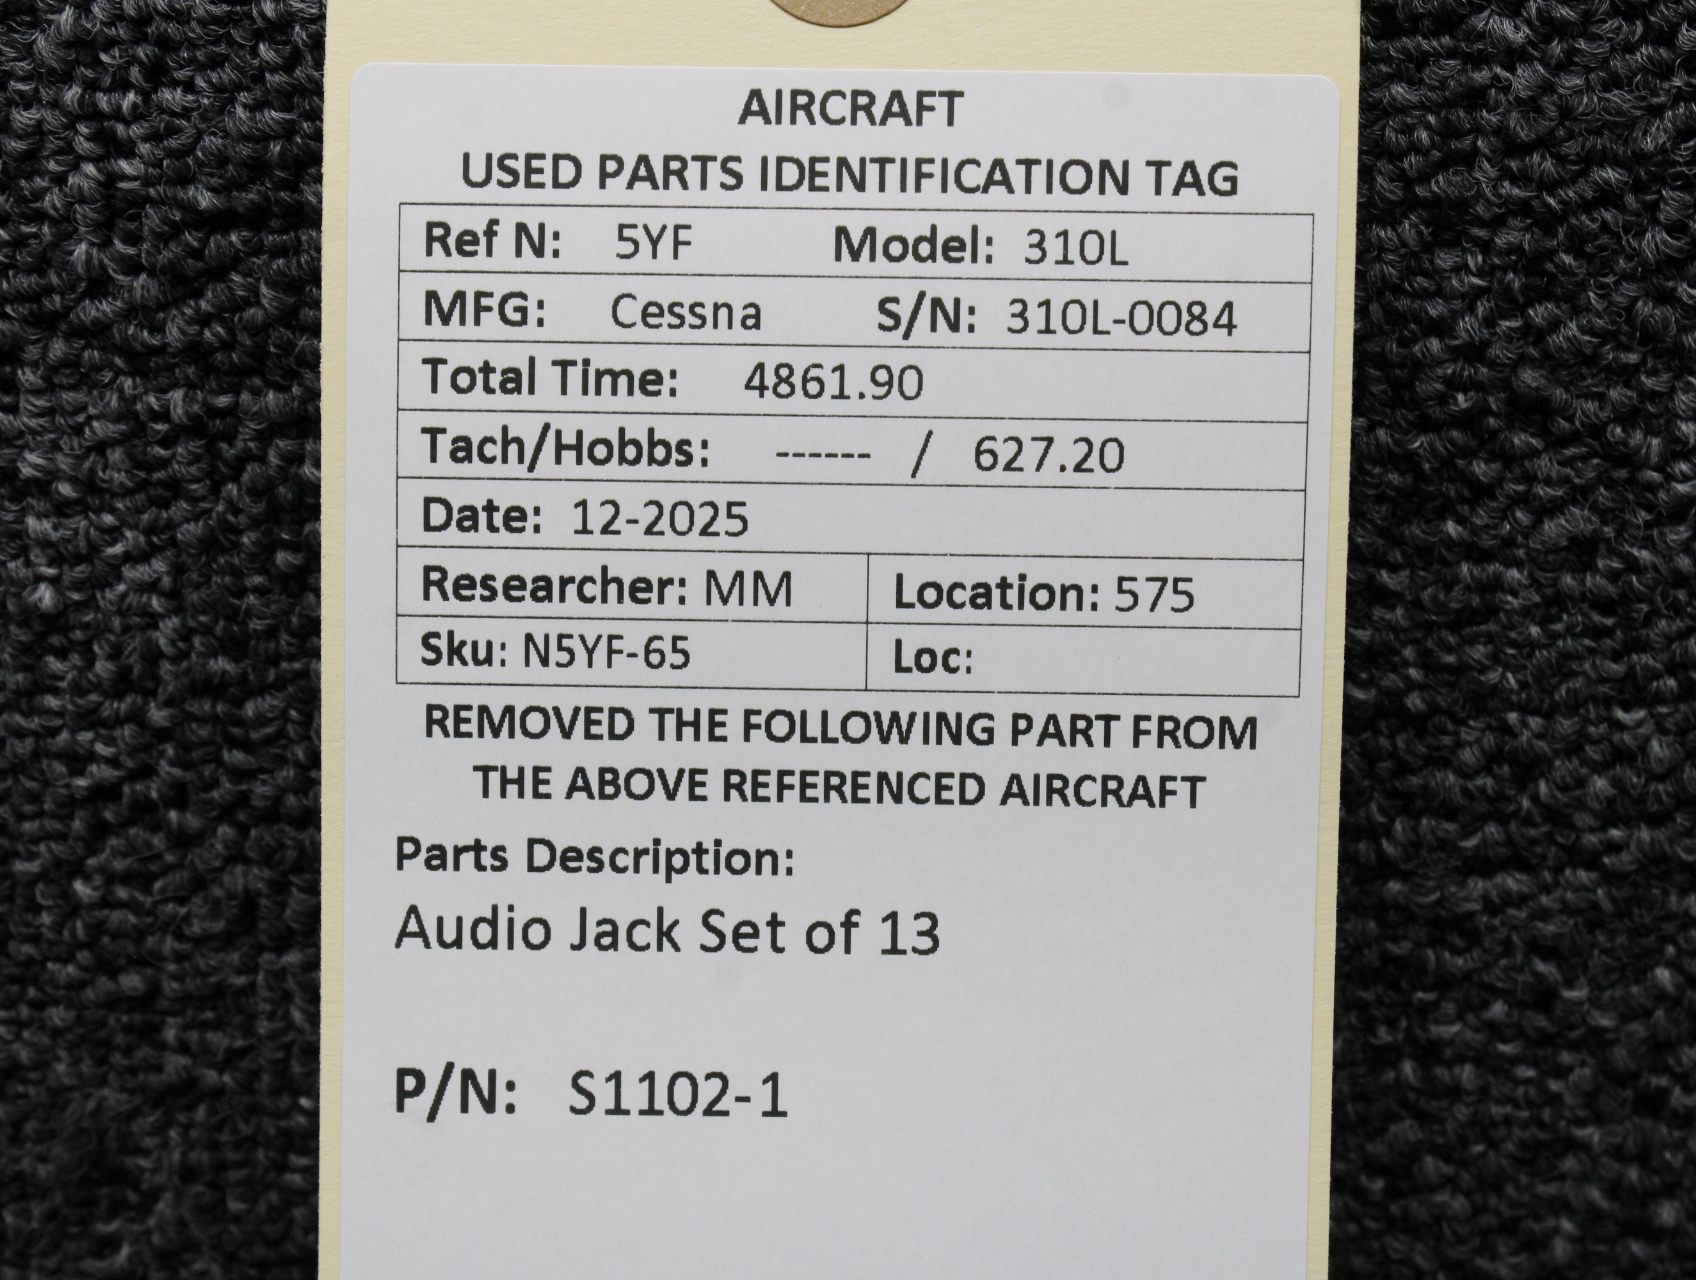 AIRCRAFT
USED PARTS IDENTIFICATION TAG
Ref N: 5YF Model: 310L
MFG: Cessna S/N: 310L-0084
Total Time: 4861.90
Tach/Hobbs: ------ / 627.20
Date: 12-2025
Researcher: MM Location: 575
Sku: N5YF-65 Loc:
REMOVED THE FOLLOWING PART FROM
THE ABOVE REFERENCED AIRCRAFT
Parts Description:
Audio Jack Set of 13
P/N: S1102-1